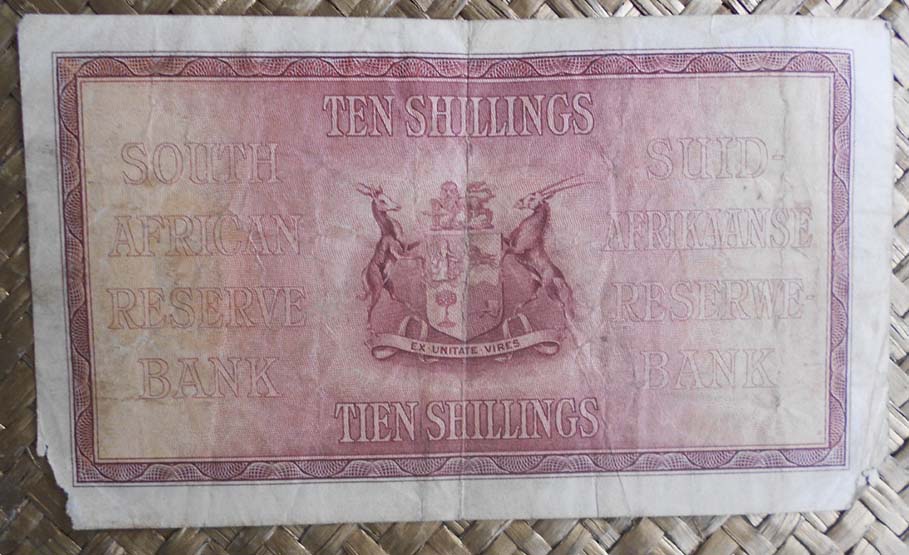 TEN SHILLINGS
SOUTH
AFRICAN
RESERVE
BANK
SUID-
AFRIKAANSE
RESERWE-
BANK
EX·UNITATE·VIRES
TIEN SHILLINGS